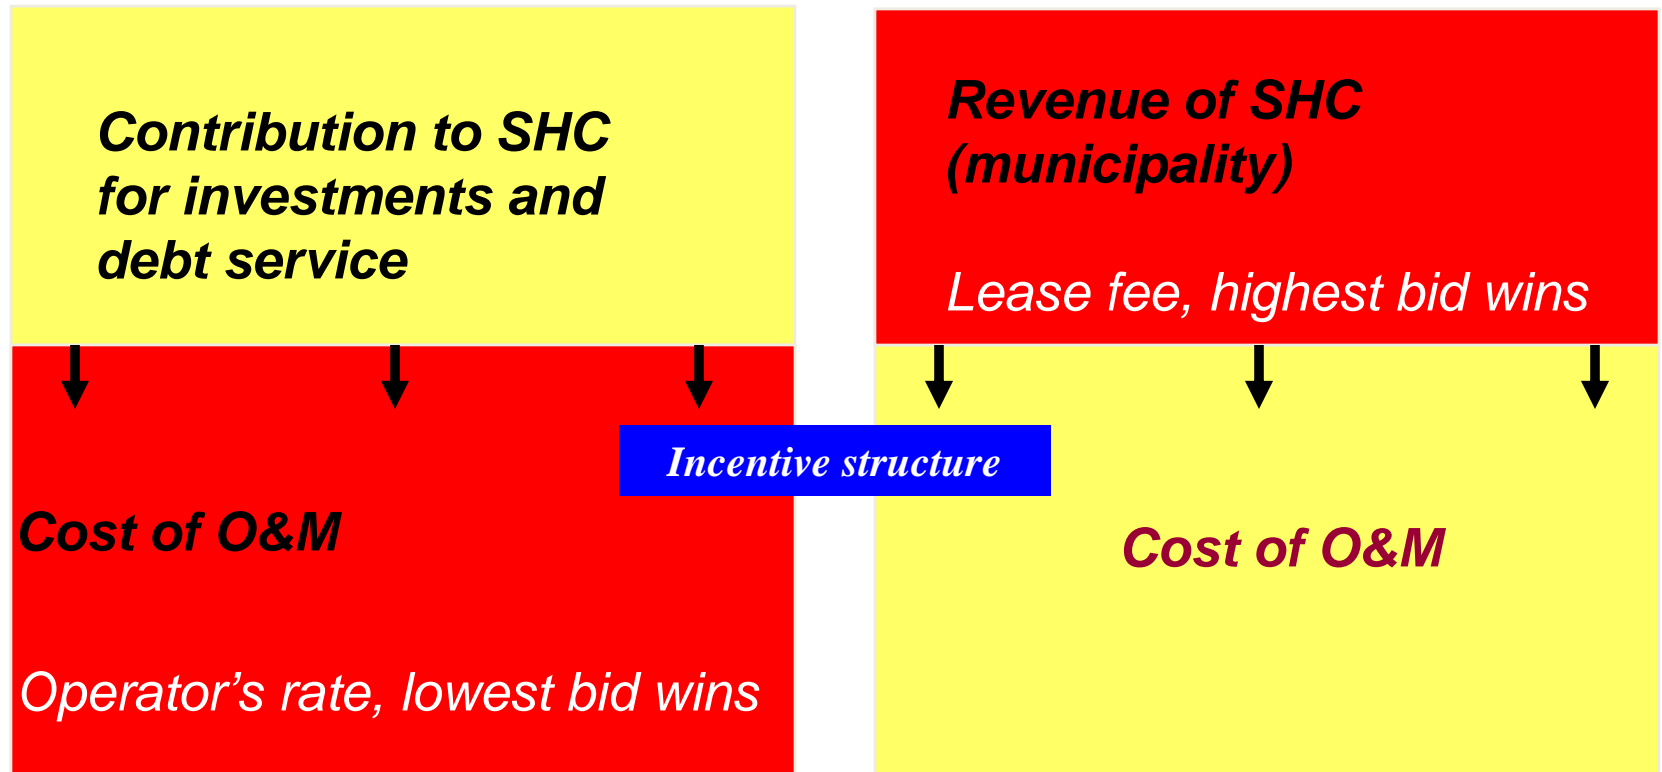 Contribution to SHC
for investments and
debt service
Revenue of SHC
(municipality)
Lease fee, highest bid wins
Incentive structure
Cost of O&M
Operator’s rate, lowest bid wins
Cost of O&M